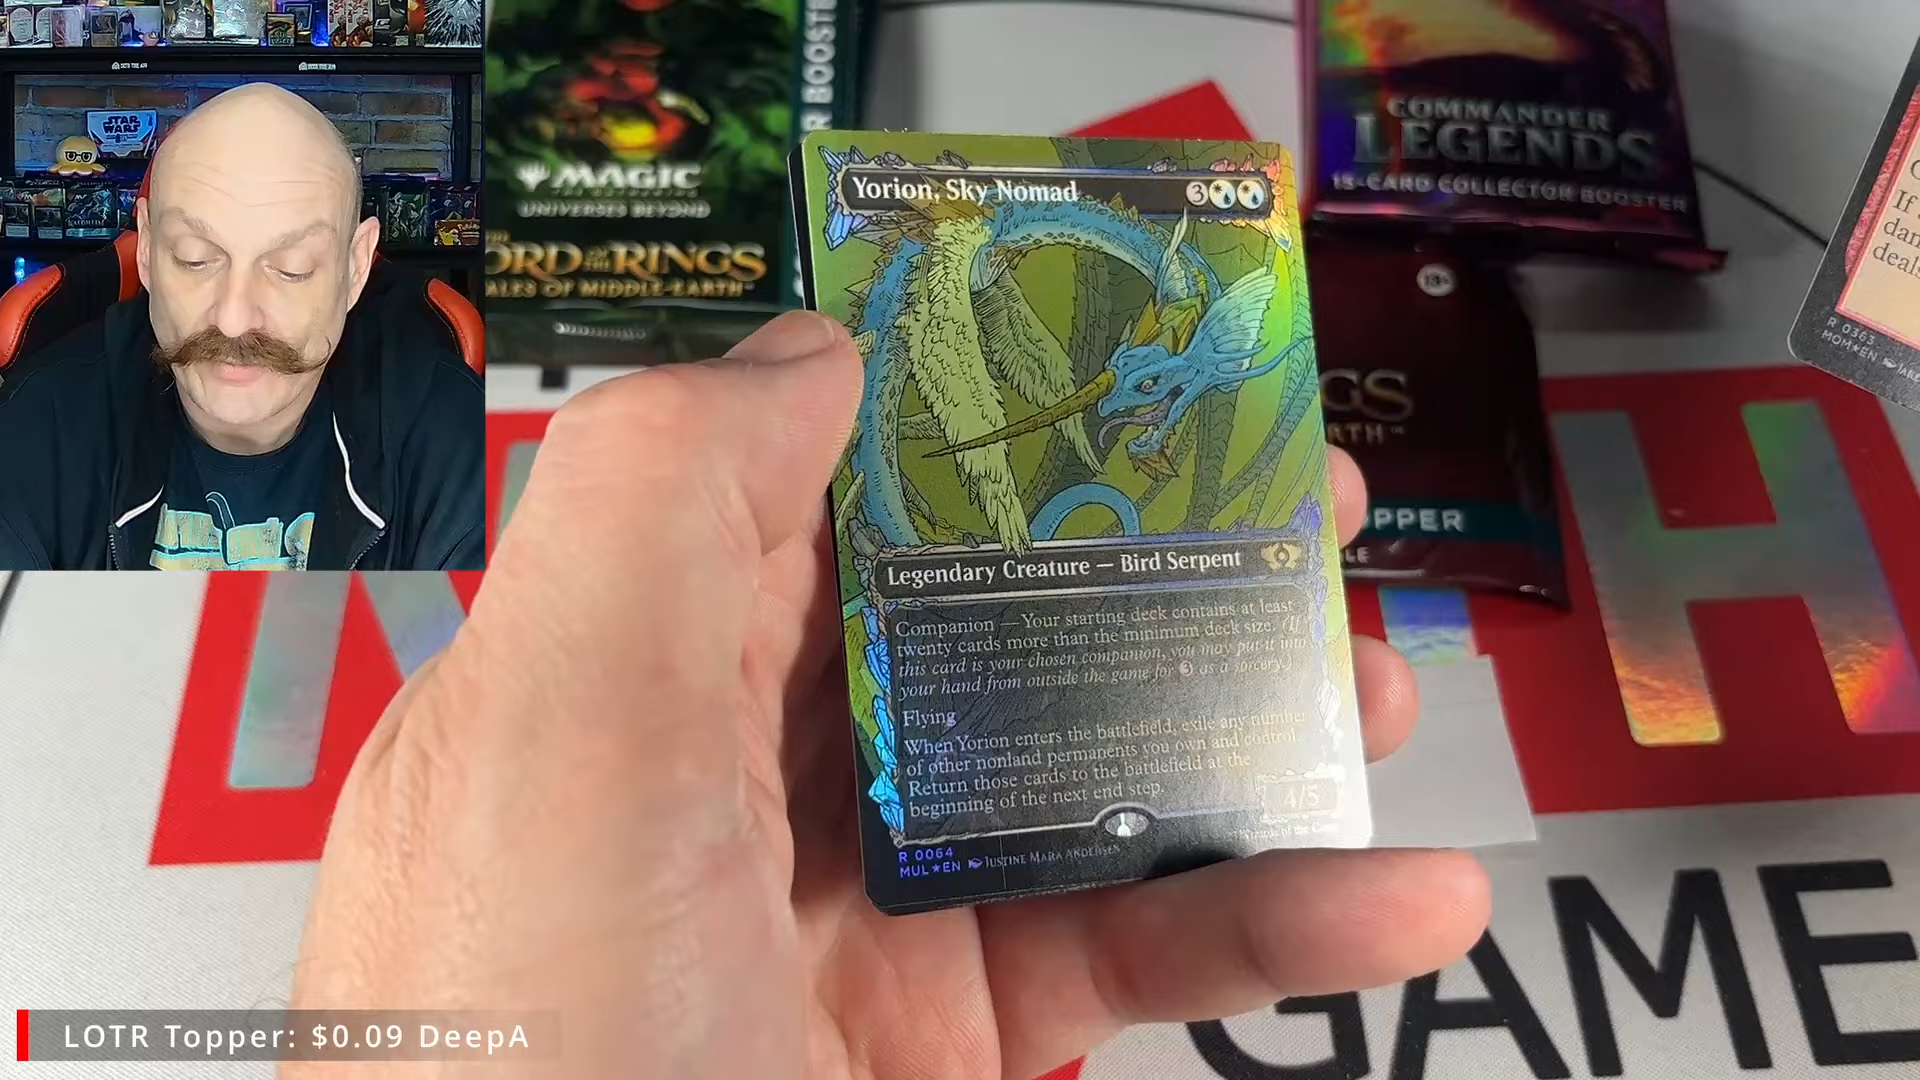 STAR
WARS
MAGIC
UNIVERSES BEYOND
LORD OF THE RINGS
TALES OF MIDDLE-EARTH
BOOSTER
COMMANDER
LEGENDS
15-CARD COLLECTOR BOOSTER
13+
Yorion, Sky Nomad 3
Legendary Creature — Bird Serpent
Companion — Your starting deck contains at least
twenty cards more than the minimum deck size. (If
this card is your chosen companion, you may put it into
your hand from outside the game for 3 as a sorcery.)
Flying
When Yorion enters the battlefield, exile any number
of other nonland permanents you own and control.
Return those cards to the battlefield at the
beginning of the next end step.
4/5
R 0064
MUL★EN JUSTINE MARA ANDERSEN
If
deals
R 0363
MOM★EN
GAME
LOTR Topper: $0.09 DeepA